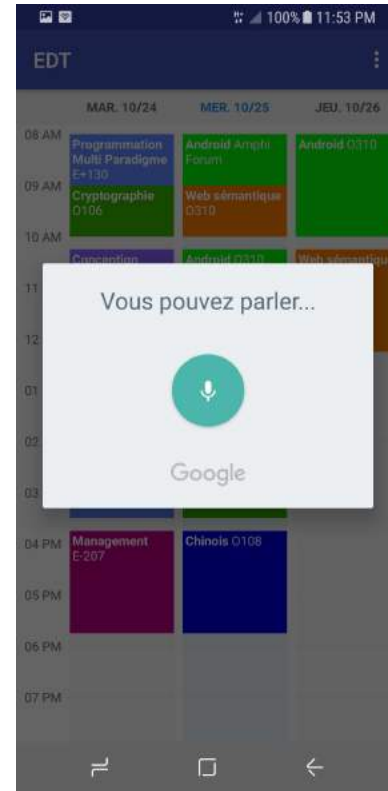 100% 11:53 PM
EDT
MAR. 10/24 MER. 10/25 JEU. 10/26
08 AM
Programmation
Multi Paradigme
E+130
Android Amphi
Forum
Android O310
09 AM
Cryptographie
O106
Web sémantique
O310
10 AM
Conception
Android O310
Web sémantiqu
11
Vous pouvez parler...
12
01
02
Google
03
04 PM
Management
E-207
Chinois O108
05 PM
06 PM
07 PM